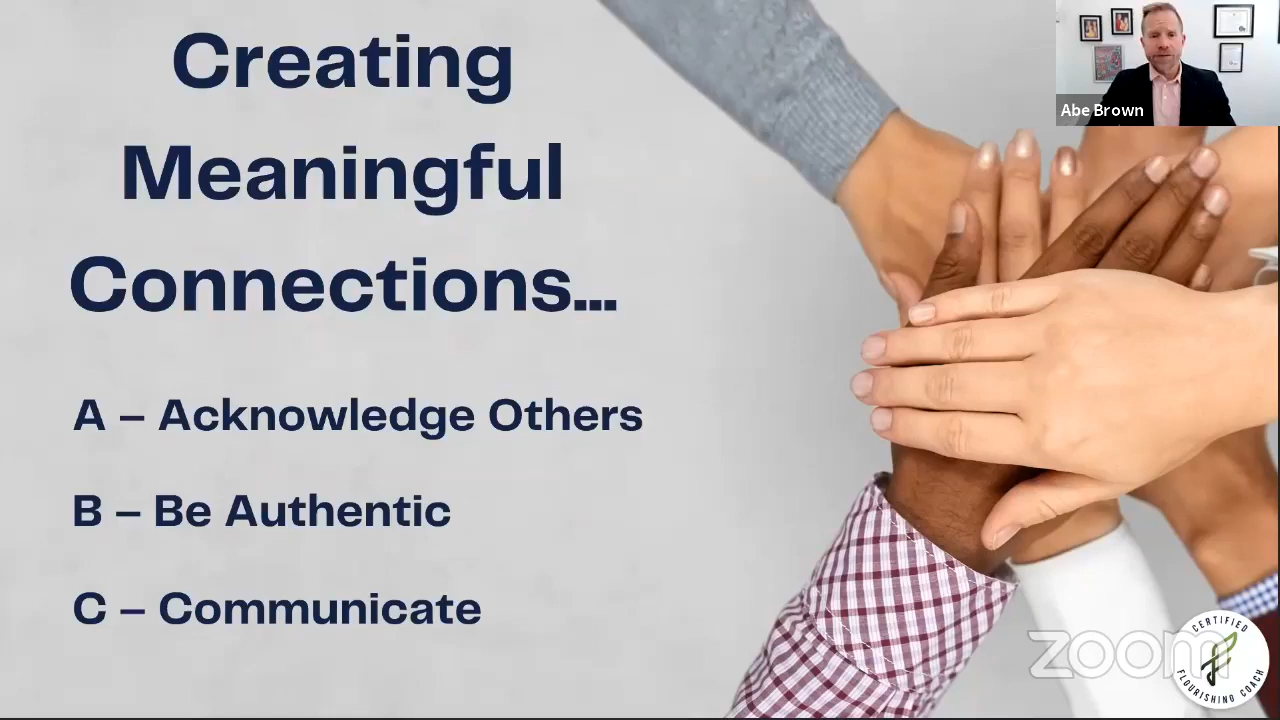 Creating
Meaningful
Connections...
A – Acknowledge Others
B – Be Authentic
C – Communicate
Abe Brown
zoom
CERTIFIED
FLOURISHING COACH